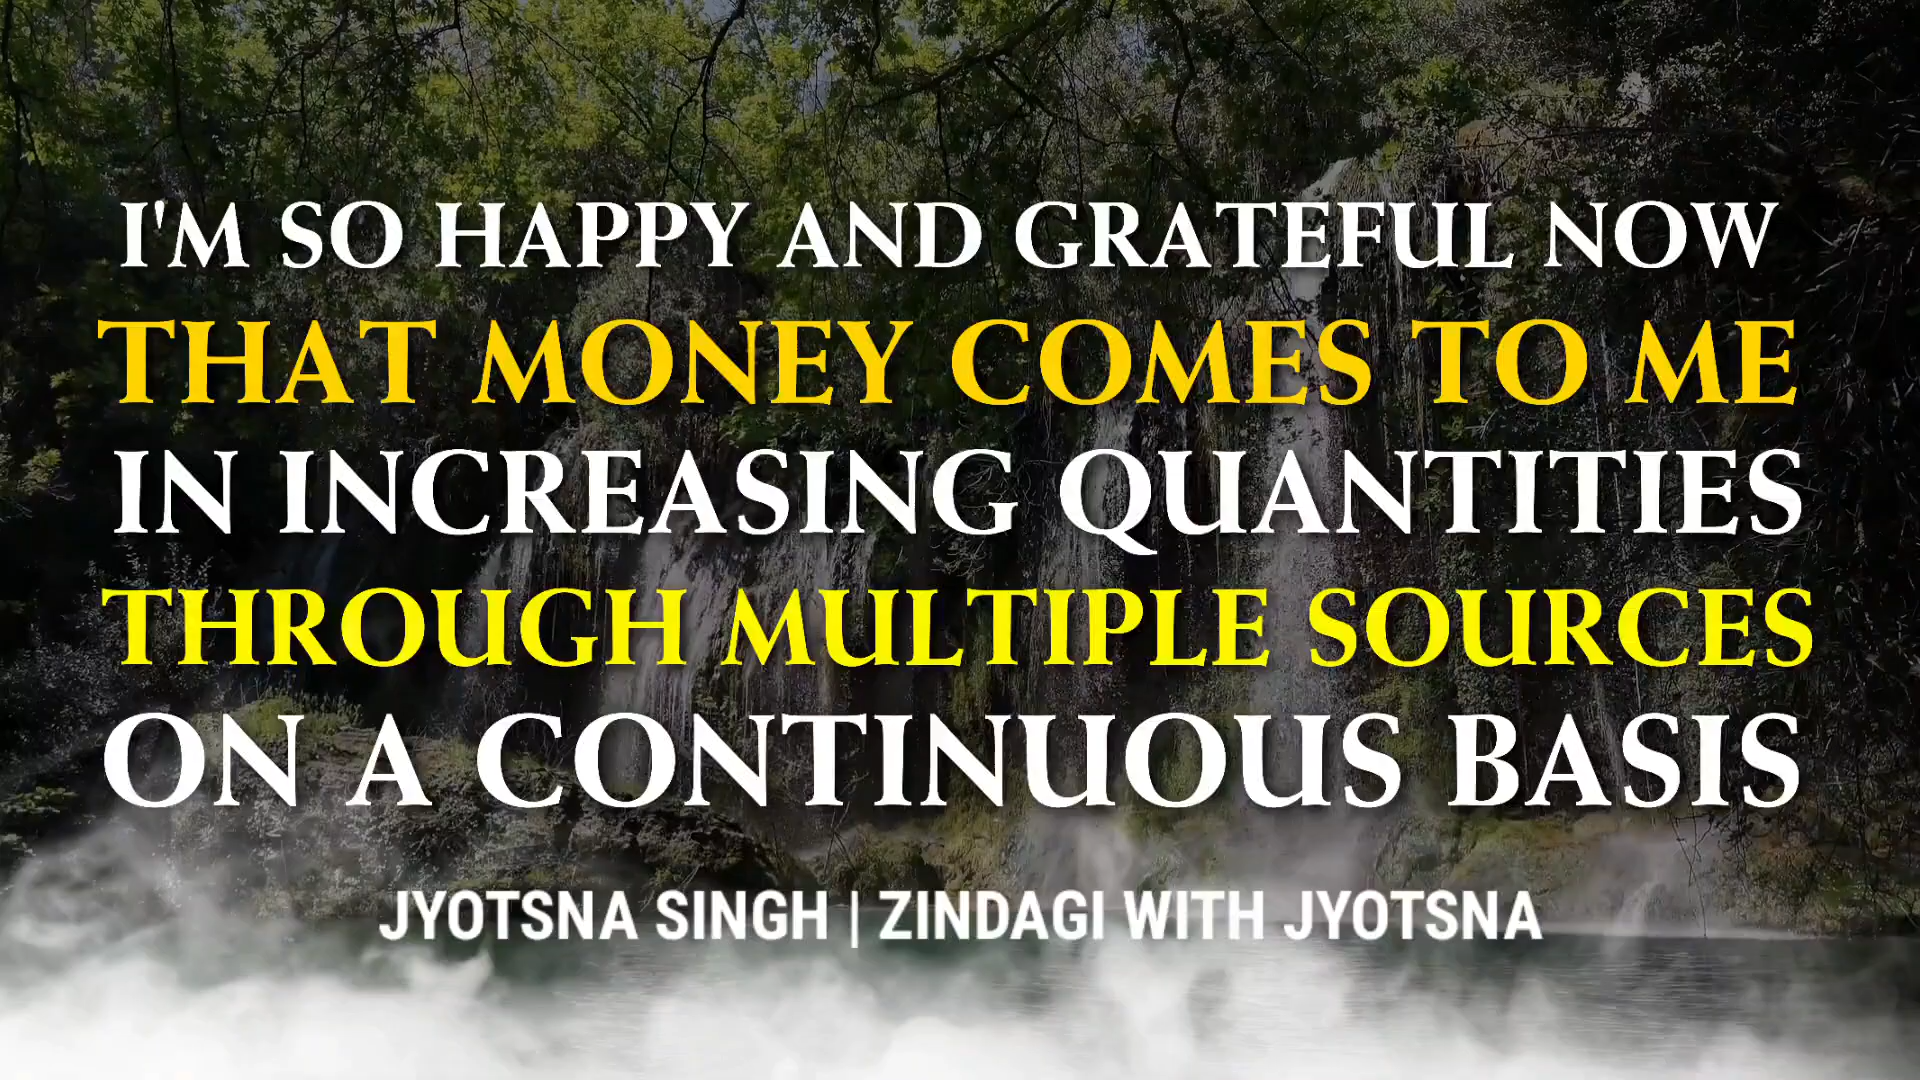 I'M SO HAPPY AND GRATEFUL NOW
THAT MONEY COMES TO ME
IN INCREASING QUANTITIES
THROUGH MULTIPLE SOURCES
ON A CONTINUOUS BASIS
JYOTSNA SINGH | ZINDAGI WITH JYOTSNA